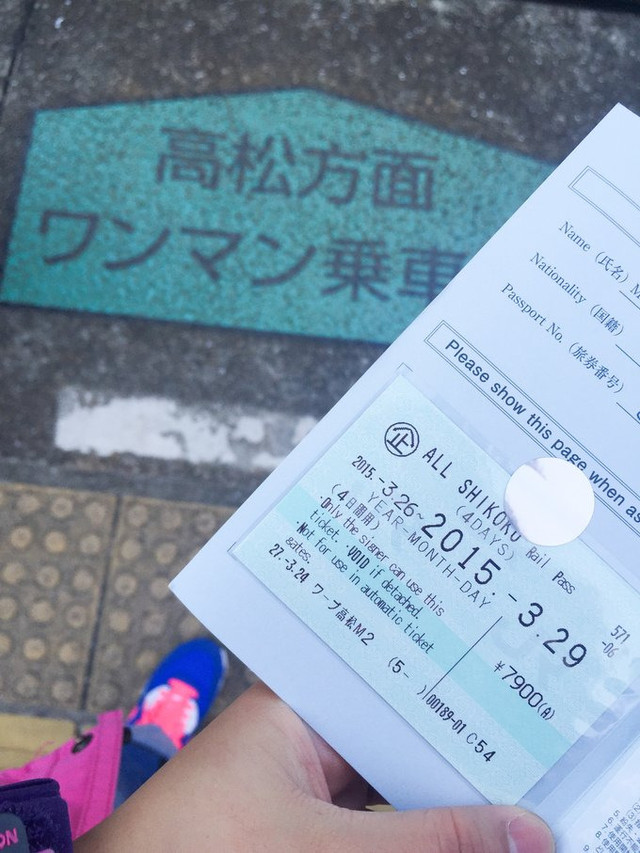 高松方面
ワンマン乗車
Name (氏名)
Nationality (国籍)
Passport No. (旅券番号)
Please show this page when as
企 ALL SHIKOKU Rail Pass
(4DAYS)
2015.-3.26~2015.-3.29
(4日間用) YEAR-MONTH-DAY
·Only the signer can use this
ticket. ·VOID if detached.
·Not for use in automatic ticket
gates.
¥7900(A)
27.-3.24 ワープ高松M2
(5- )
00189-01 C54
571
-06
ON